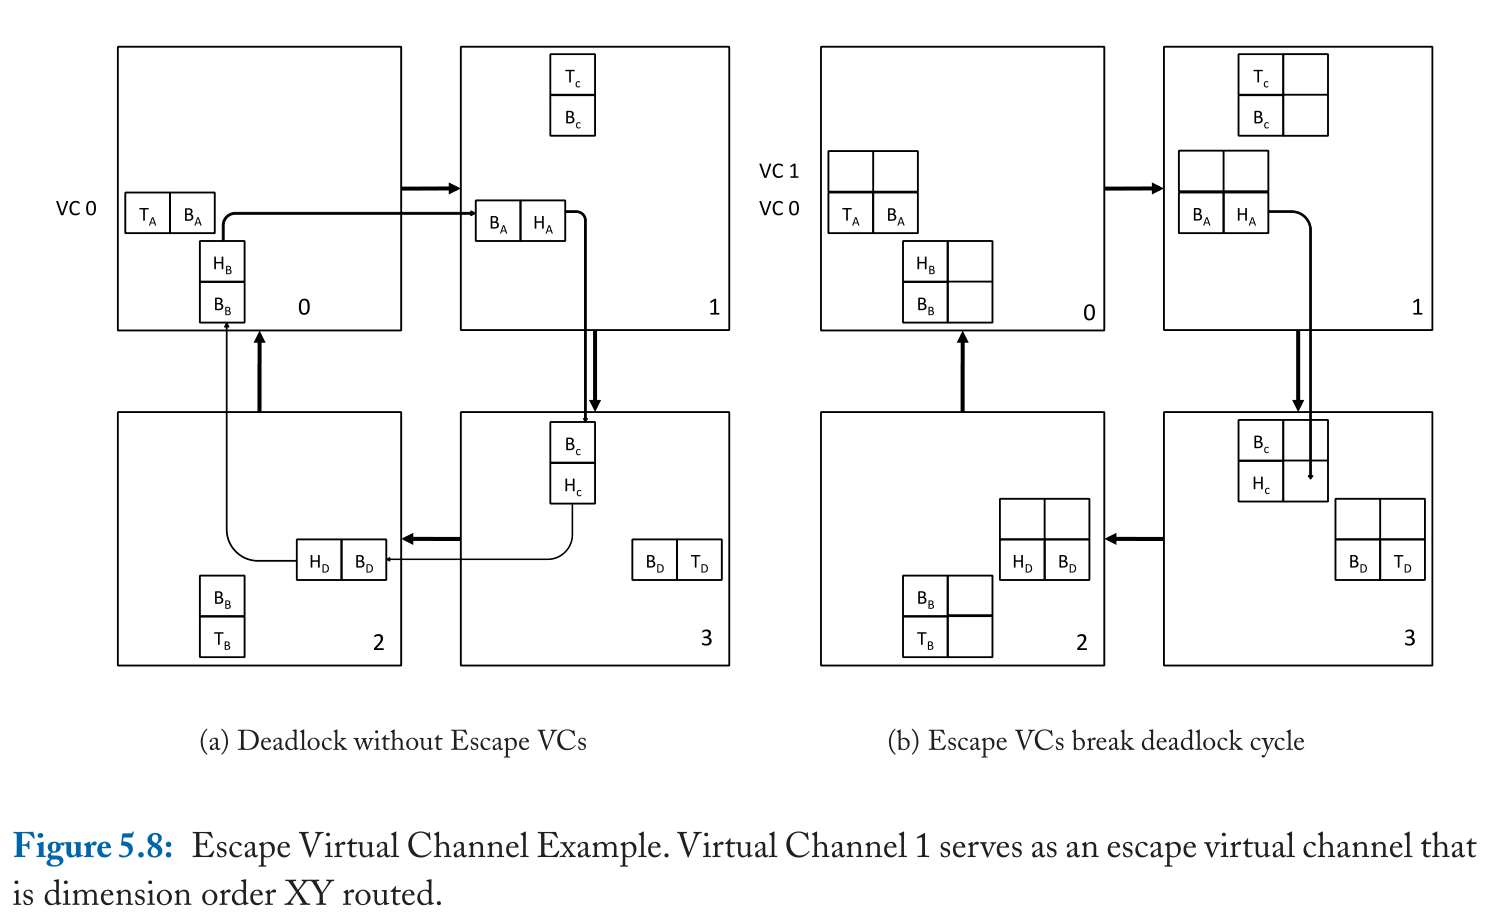 T_c
B_c
VC 0
T_A B_A
B_A H_A
H_B
B_B
0
1
B_c
H_c
H_D B_D
B_D T_D
B_B
T_B
2
3
T_c
B_c
VC 1
VC 0
T_A B_A
B_A H_A
H_B
B_B
0
1
B_c
H_c
H_D B_D
B_D T_D
B_B
T_B
2
3
(a) Deadlock without Escape VCs
(b) Escape VCs break deadlock cycle
Figure 5.8: Escape Virtual Channel Example. Virtual Channel 1 serves as an escape virtual channel that
is dimension order XY routed.